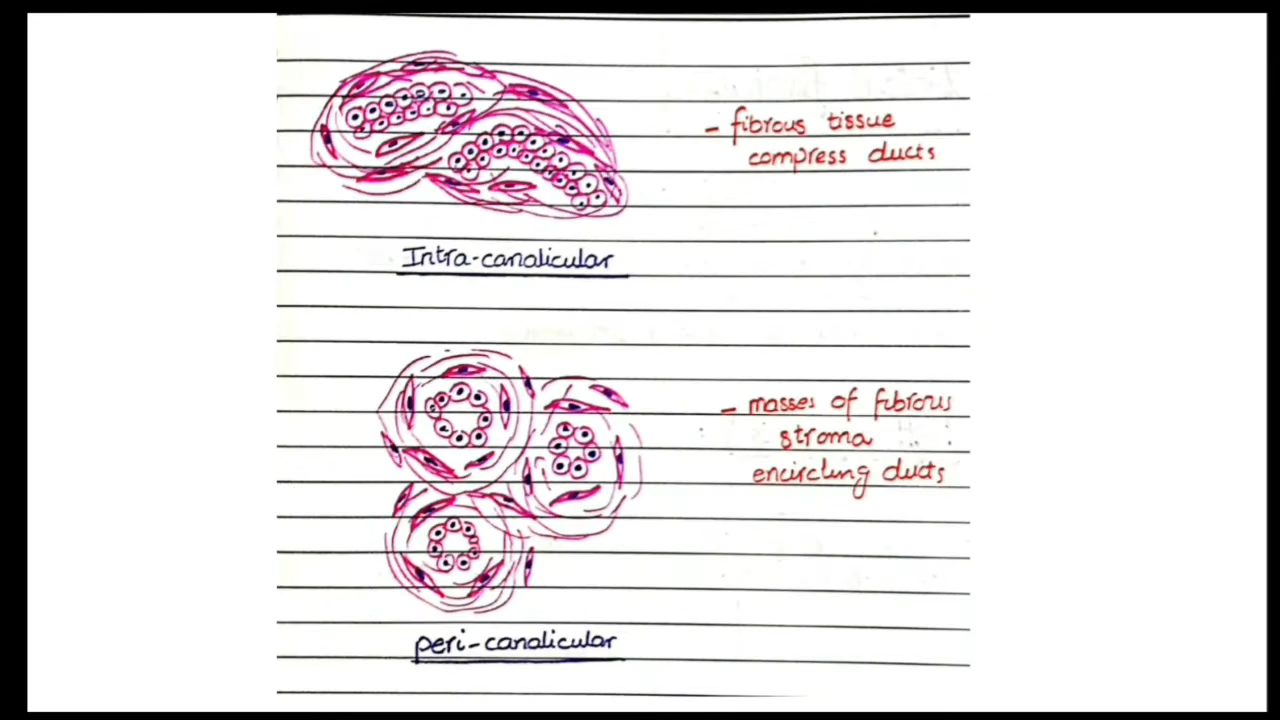 - fibrous tissue
compress ducts
Intra-canalicular
- masses of fibrous
stroma
encircling ducts
peri-canalicular